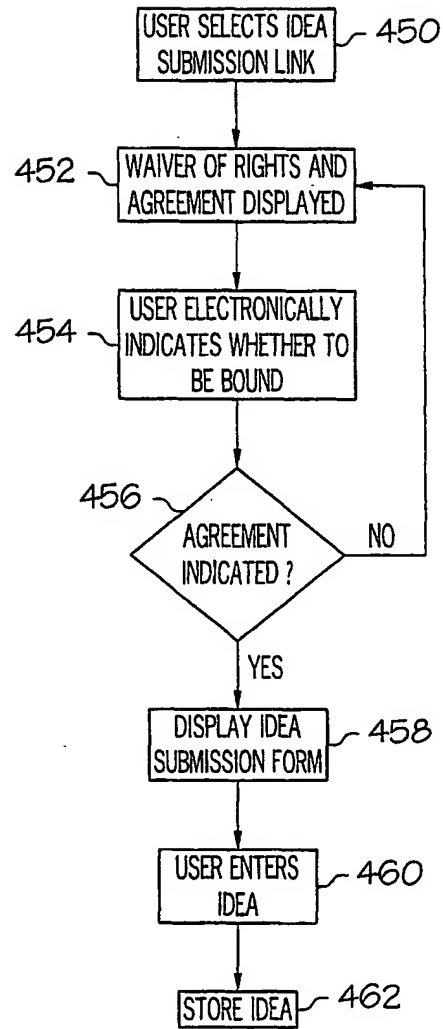 USER SELECTS IDEA
SUBMISSION LINK
450
452
WAIVER OF RIGHTS AND
AGREEMENT DISPLAYED
454
USER ELECTRONICALLY
INDICATES WHETHER TO
BE BOUND
456
AGREEMENT
INDICATED ?
NO
YES
DISPLAY IDEA
SUBMISSION FORM
458
USER ENTERS
IDEA
460
STORE IDEA
462